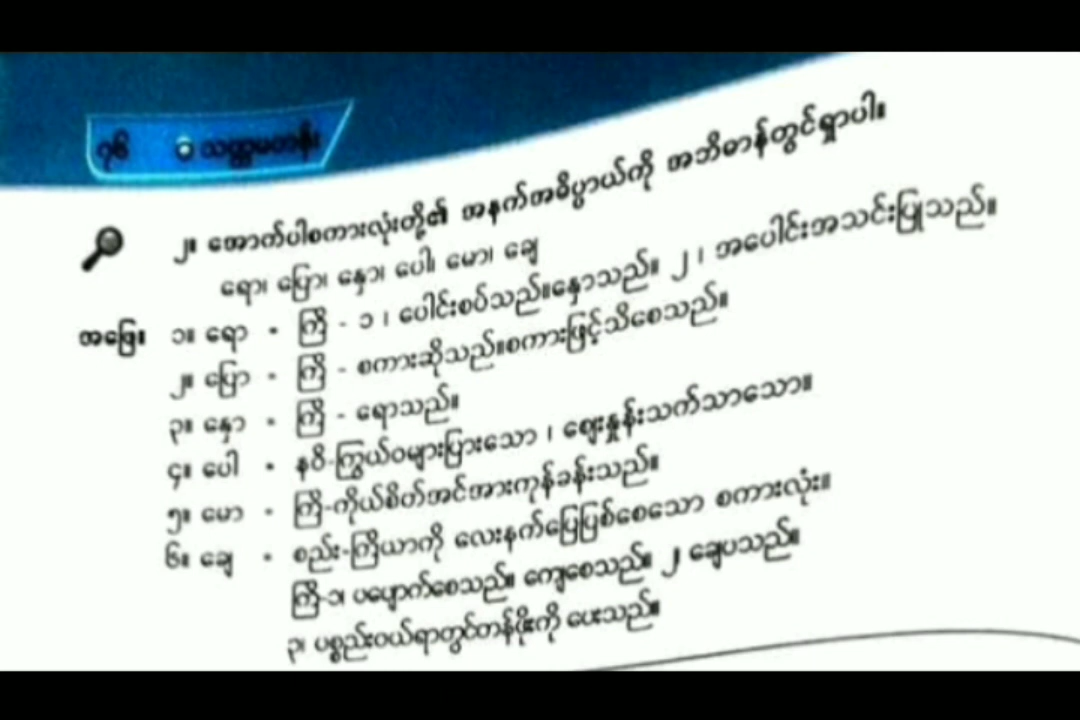 ၇၆ သတ္တမတန်း
၂။ အောက်ပါစကားလုံးတို့၏ အနက်အဓိပ္ပာယ်ကို အဘိဓာန်တွင်ရှာပါ။
ရော၊ ပြော၊ နှော၊ ပေါ၊ မော၊ ချေ
အဖြေ။ ၁။ ရော - ကြိ - ၁ ၊ ပေါင်းစပ်သည်။နှောသည်။ ၂ ၊ အပေါင်းအသင်းပြုသည်။
၂။ ပြော - ကြိ - စကားဆိုသည်။စကားဖြင့်သိစေသည်။
၃။ နှော - ကြိ - ရောသည်။
၄။ ပေါ - နဝိ-ကြွယ်ဝများပြားသော ၊ ဈေးနှုန်းသက်သာသော။
၅။ မော - ကြိ-ကိုယ်စိတ်အင်အားကုန်ခန်းသည်။
၆။ ချေ - စည်း-ကြိယာကို လေးနက်ပြေပြစ်စေသော စကားလုံး။
ကြိ-၁၊ ပပျောက်စေသည်။ ကျေစေသည်။ ၂၊ ချေပသည်။
၃၊ ပစ္စည်းဝယ်ရာတွင်တန်ဖိုးကို ပေးသည်။